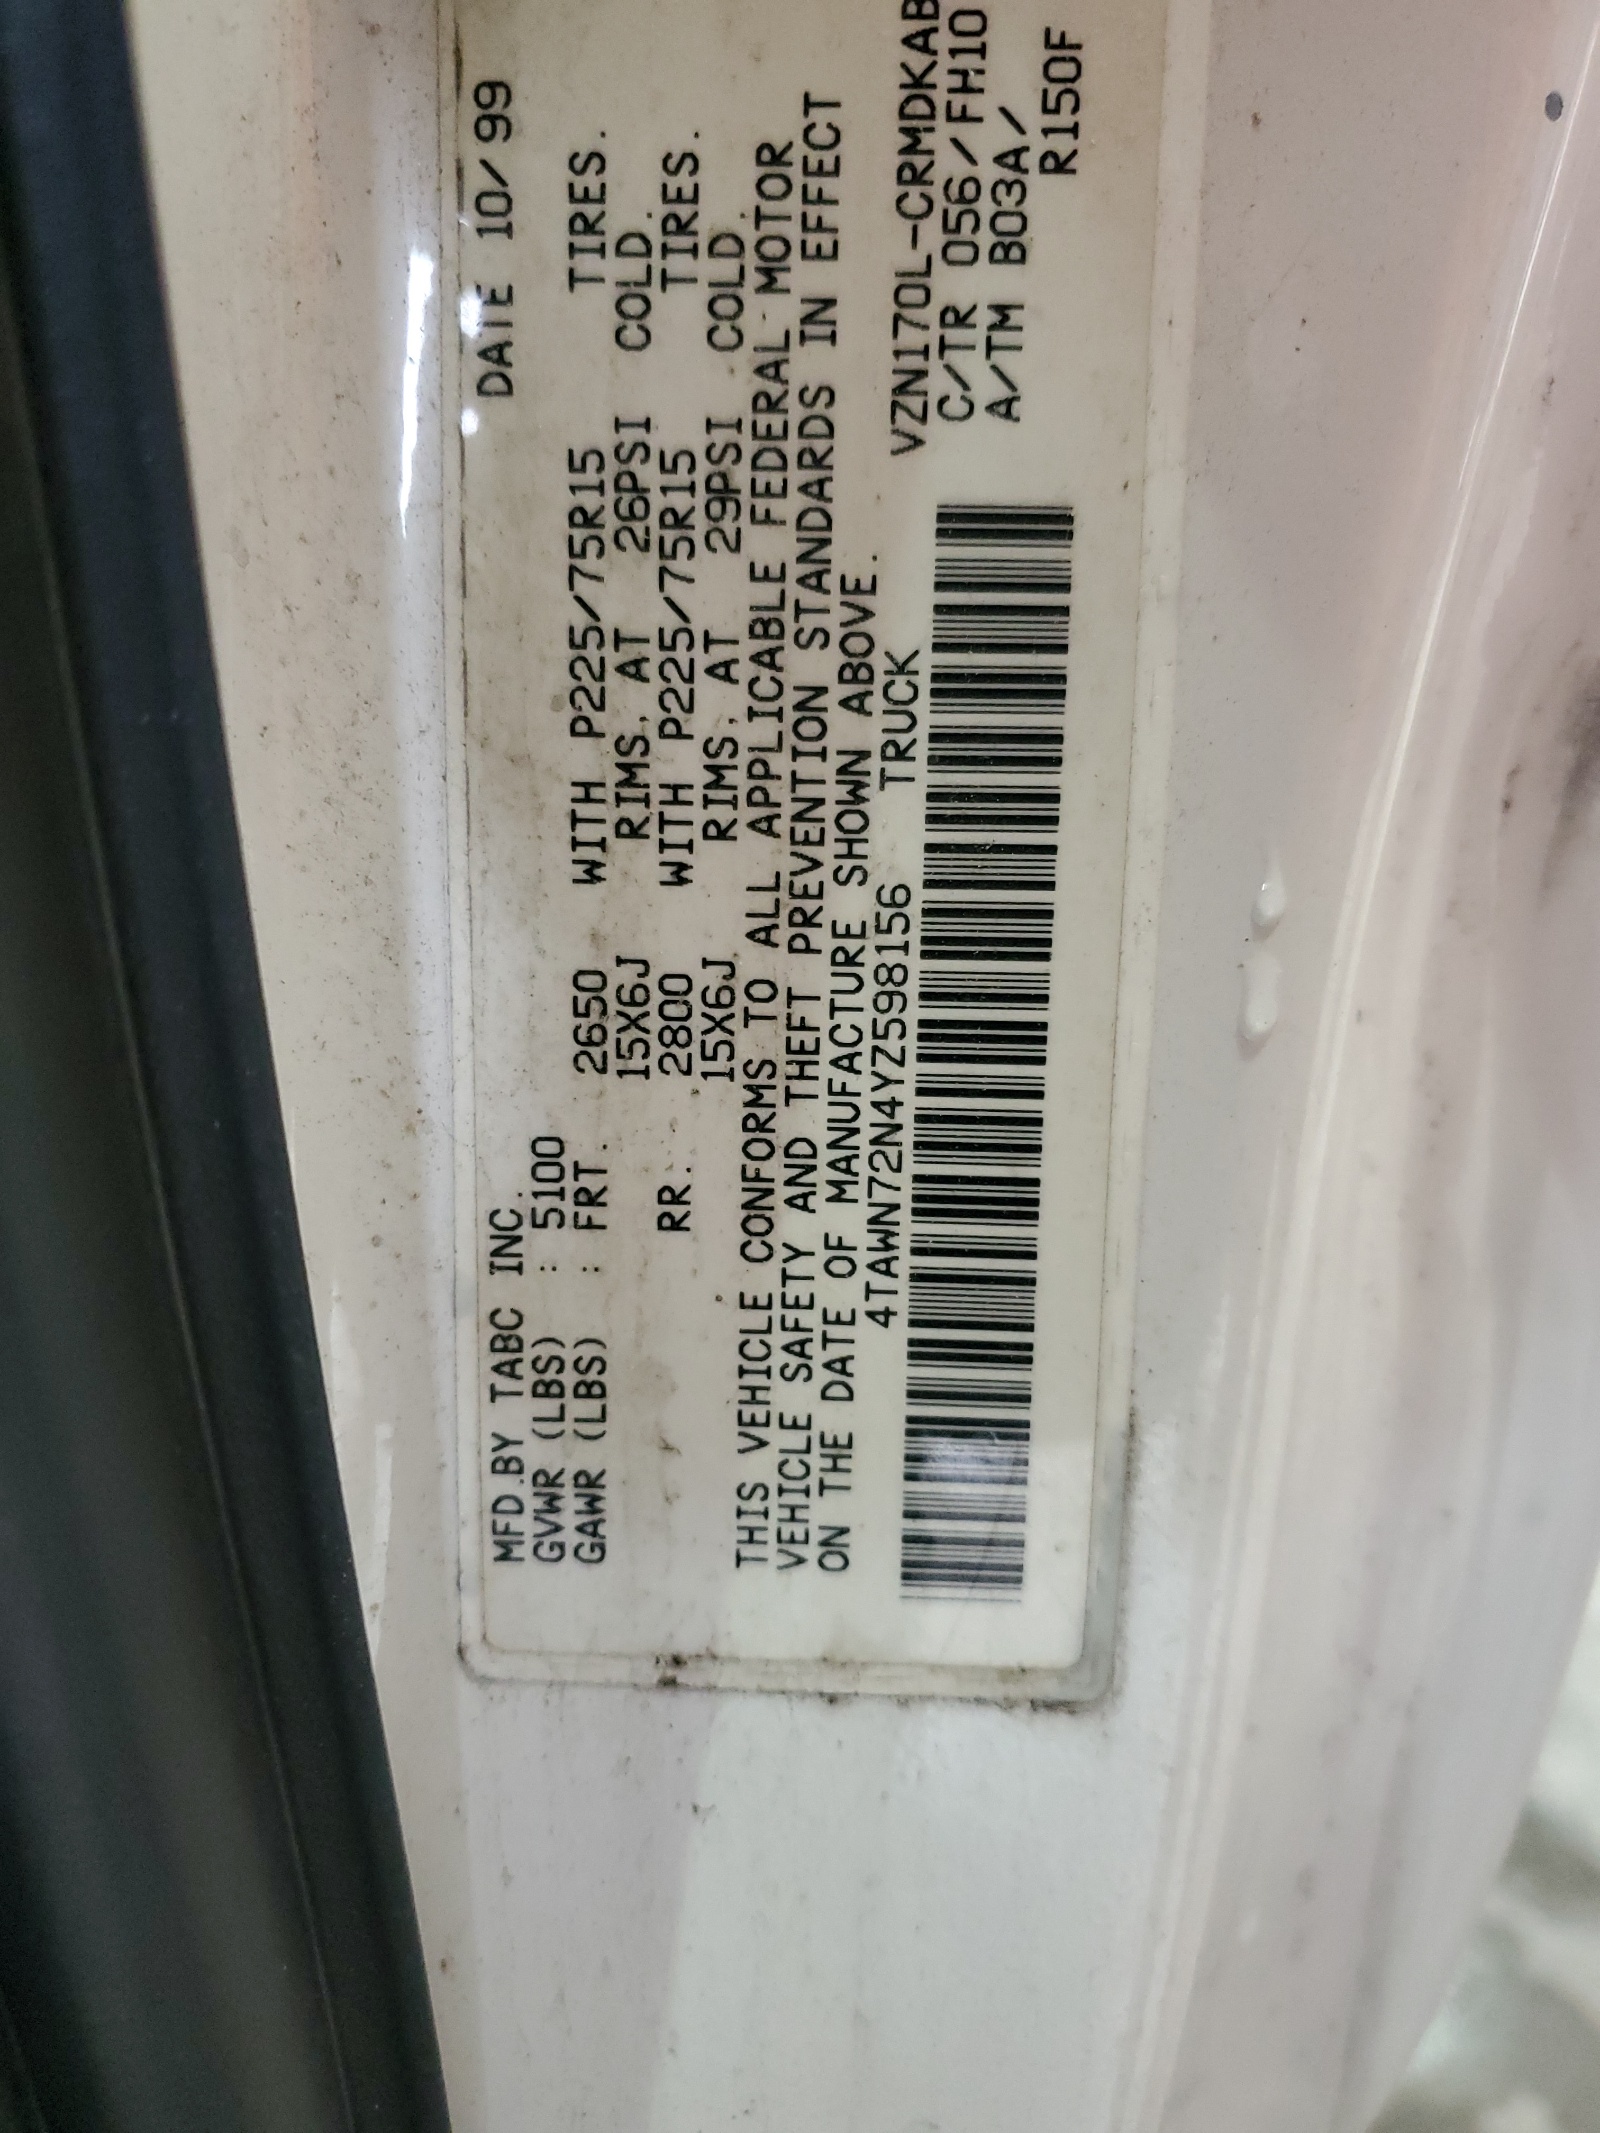 MFD.BY TABC INC. DATE 10/99
GVWR (LBS) : 5100
GAWR (LBS) : FRT. 2650 WITH P225/75R15 TIRES.
15X6J RIMS, AT 26PSI COLD.
RR. 2800 WITH P225/75R15 TIRES.
15X6J RIMS, AT 29PSI COLD.
THIS VEHICLE CONFORMS TO ALL APPLICABLE FEDERAL MOTOR
VEHICLE SAFETY AND THEFT PREVENTION STANDARDS IN EFFECT
ON THE DATE OF MANUFACTURE SHOWN ABOVE.
4TAWN72N4YZ598156 TRUCK VZN170L-CRMDKAB
C/TR 056/FH10
A/TM B03A/
R150F